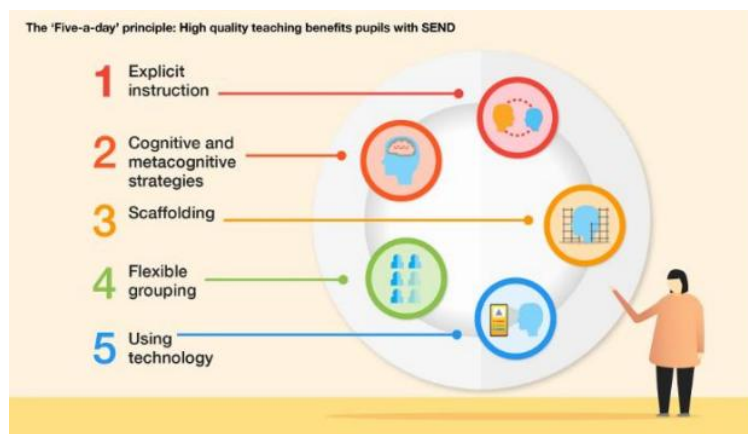 The 'Five-a-day' principle: High quality teaching benefits pupils with SEND
1 Explicit
instruction
2 Cognitive and
metacognitive
strategies
3 Scaffolding
4 Flexible
grouping
5 Using
technology